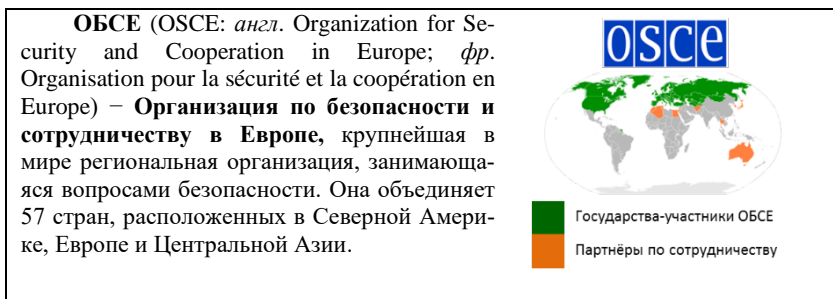 ОБСЕ (OSCE: англ. Organization for Se-
curity and Cooperation in Europe; фр.
Organisation pour la sécurité et la coopération en
Europe) − Организация по безопасности и
сотрудничеству в Европе, крупнейшая в
мире региональная организация, занимающа-
яся вопросами безопасности. Она объединяет
57 стран, расположенных в Северной Амери-
ке, Европе и Центральной Азии.
osce
Государства-участники ОБСЕ
Партнёры по сотрудничеству